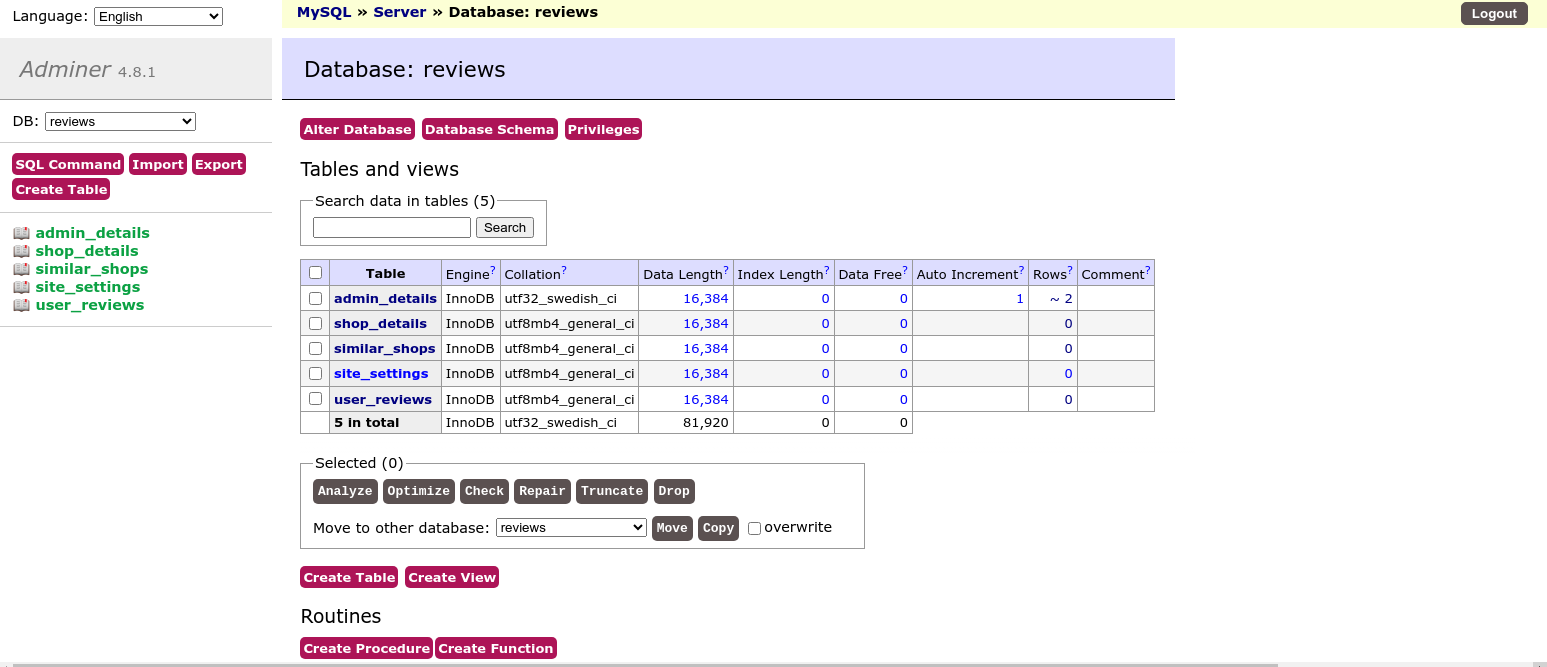 Language: English
MySQL » Server » Database: reviews
Logout
Adminer 4.8.1
Database: reviews
DB: reviews
SQL Command Import Export
Create Table
admin_details
shop_details
similar_shops
site_settings
user_reviews
Alter Database Database Schema Privileges
Tables and views
Search data in tables (5)
Search
Table Engine? Collation? Data Length? Index Length? Data Free? Auto Increment? Rows? Comment?
admin_details InnoDB utf32_swedish_ci 16,384 0 0 1 ~ 2
shop_details InnoDB utf8mb4_general_ci 16,384 0 0 0
similar_shops InnoDB utf8mb4_general_ci 16,384 0 0 0
site_settings InnoDB utf8mb4_general_ci 16,384 0 0 0
user_reviews InnoDB utf8mb4_general_ci 16,384 0 0 0
5 in total InnoDB utf32_swedish_ci 81,920 0 0
Selected (0)
Analyze Optimize Check Repair Truncate Drop
Move to other database: reviews Move Copy overwrite
Create Table Create View
Routines
Create Procedure Create Function